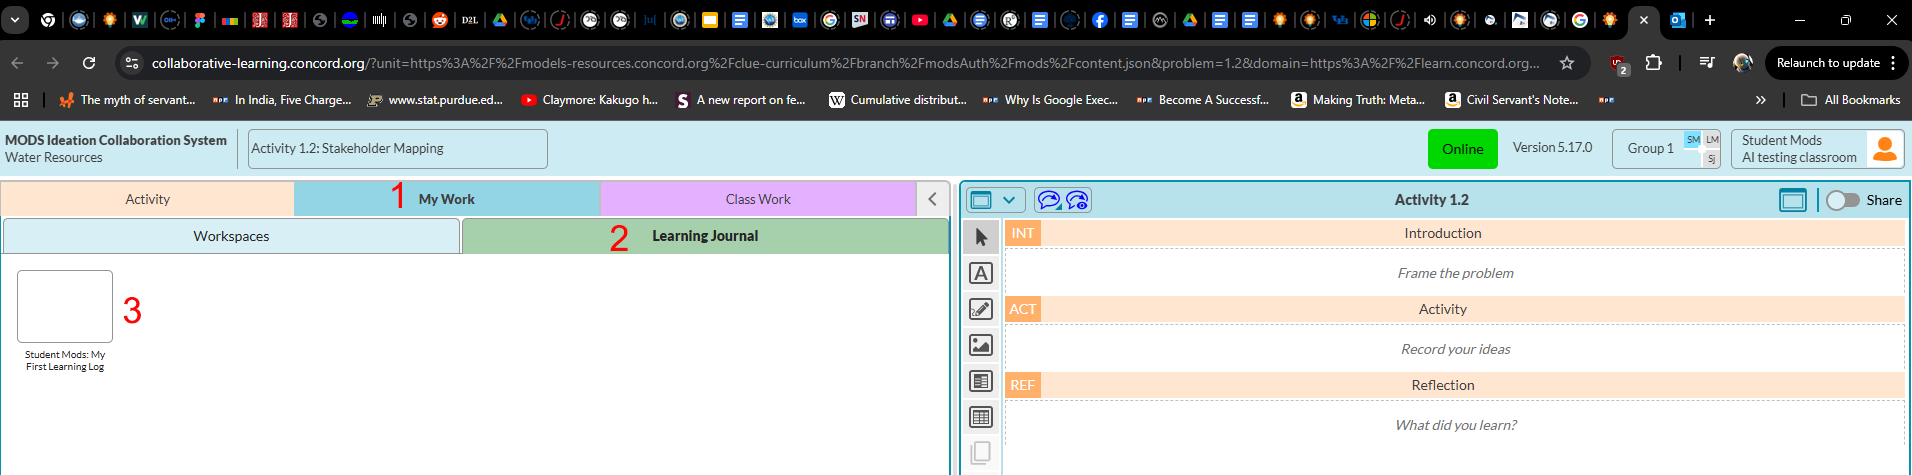 D2L
box
SN
collaborative-learning.concord.org/?unit=https%3A%2F%2Fmodels-resources.concord.org%2Fclue-curriculum%2Fbranch%2FmodsAuth%2Fmods%2Fcontent.json&problem=1.2&domain=https%3A%2F%2Flearn.concord.org...
2
Relaunch to update
The myth of servant...
In India, Five Charge...
www.stat.purdue.ed...
Claymore: Kakugo h...
A new report on fe...
Cumulative distribut...
Why Is Google Exec...
Become A Successf...
Making Truth: Meta...
Civil Servant's Note...
All Bookmarks
MODS Ideation Collaboration System
Water Resources
Activity 1.2: Stakeholder Mapping
Online
Version 5.17.0
Group 1
SM
LM
Sj
Student Mods
AI testing classroom
Activity
1
My Work
Class Work
Activity 1.2
Share
Workspaces
2
Learning Journal
3
Student Mods: My
First Learning Log
INT
Introduction
Frame the problem
ACT
Activity
Record your ideas
REF
Reflection
What did you learn?